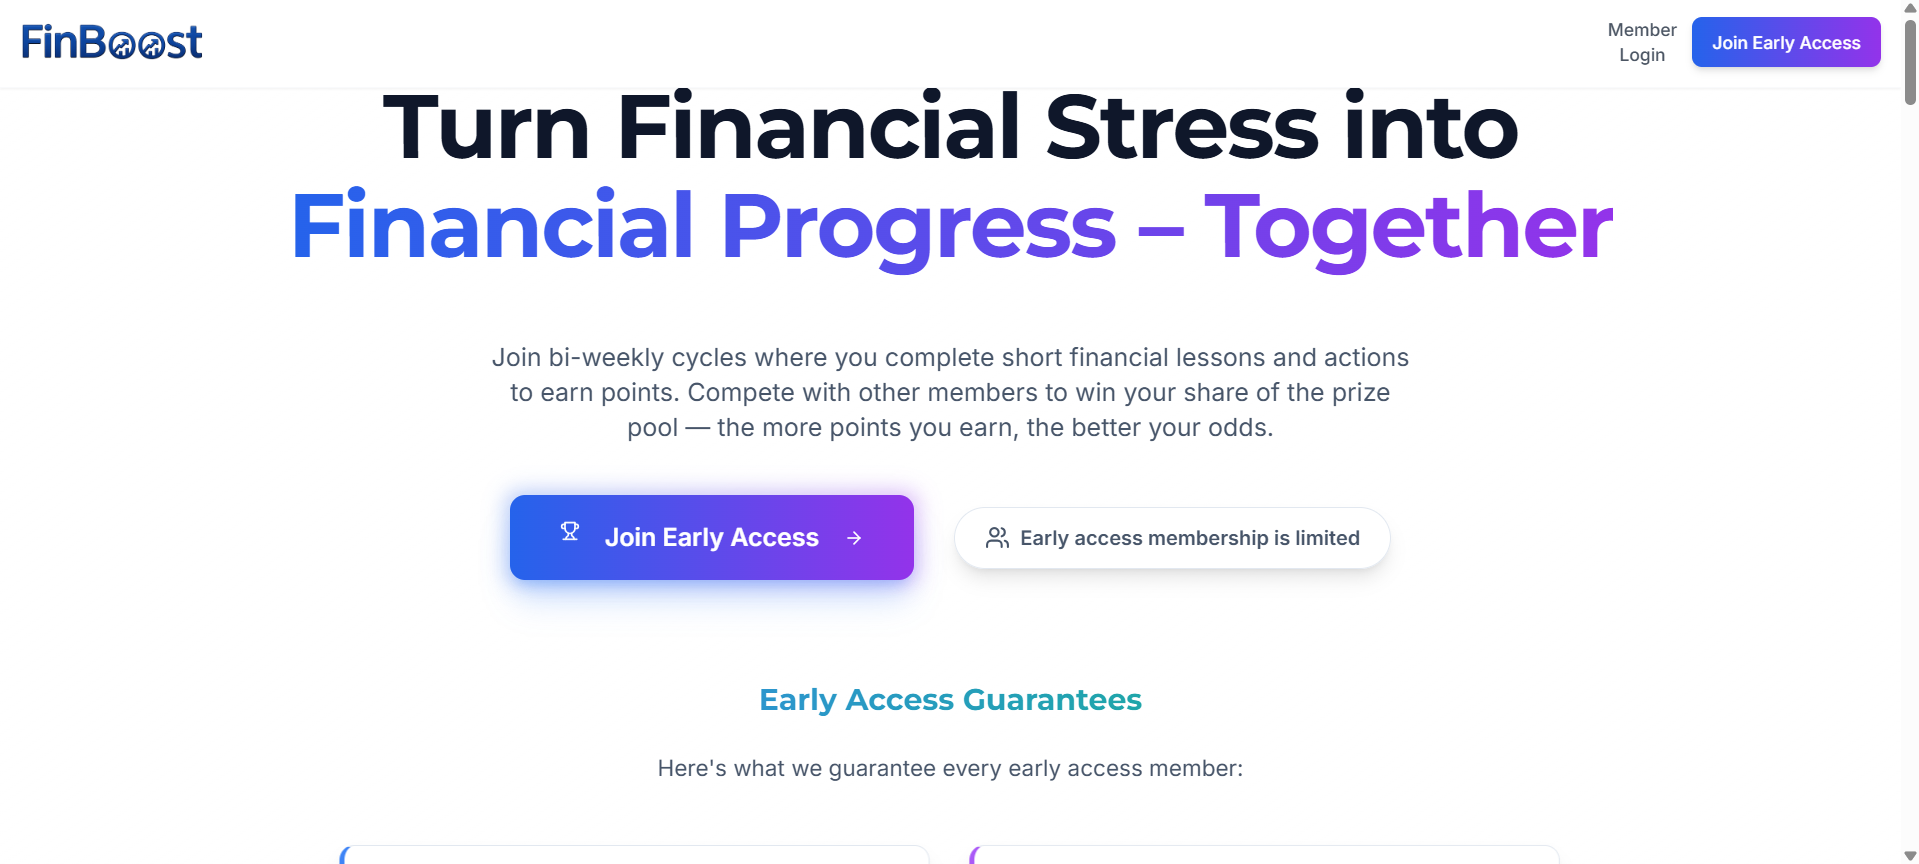 FinBoost
Member
Login
Join Early Access
Turn Financial Stress into
Financial Progress – Together
Join bi-weekly cycles where you complete short financial lessons and actions
to earn points. Compete with other members to win your share of the prize
pool — the more points you earn, the better your odds.
Join Early Access
Early access membership is limited
Early Access Guarantees
Here's what we guarantee every early access member: